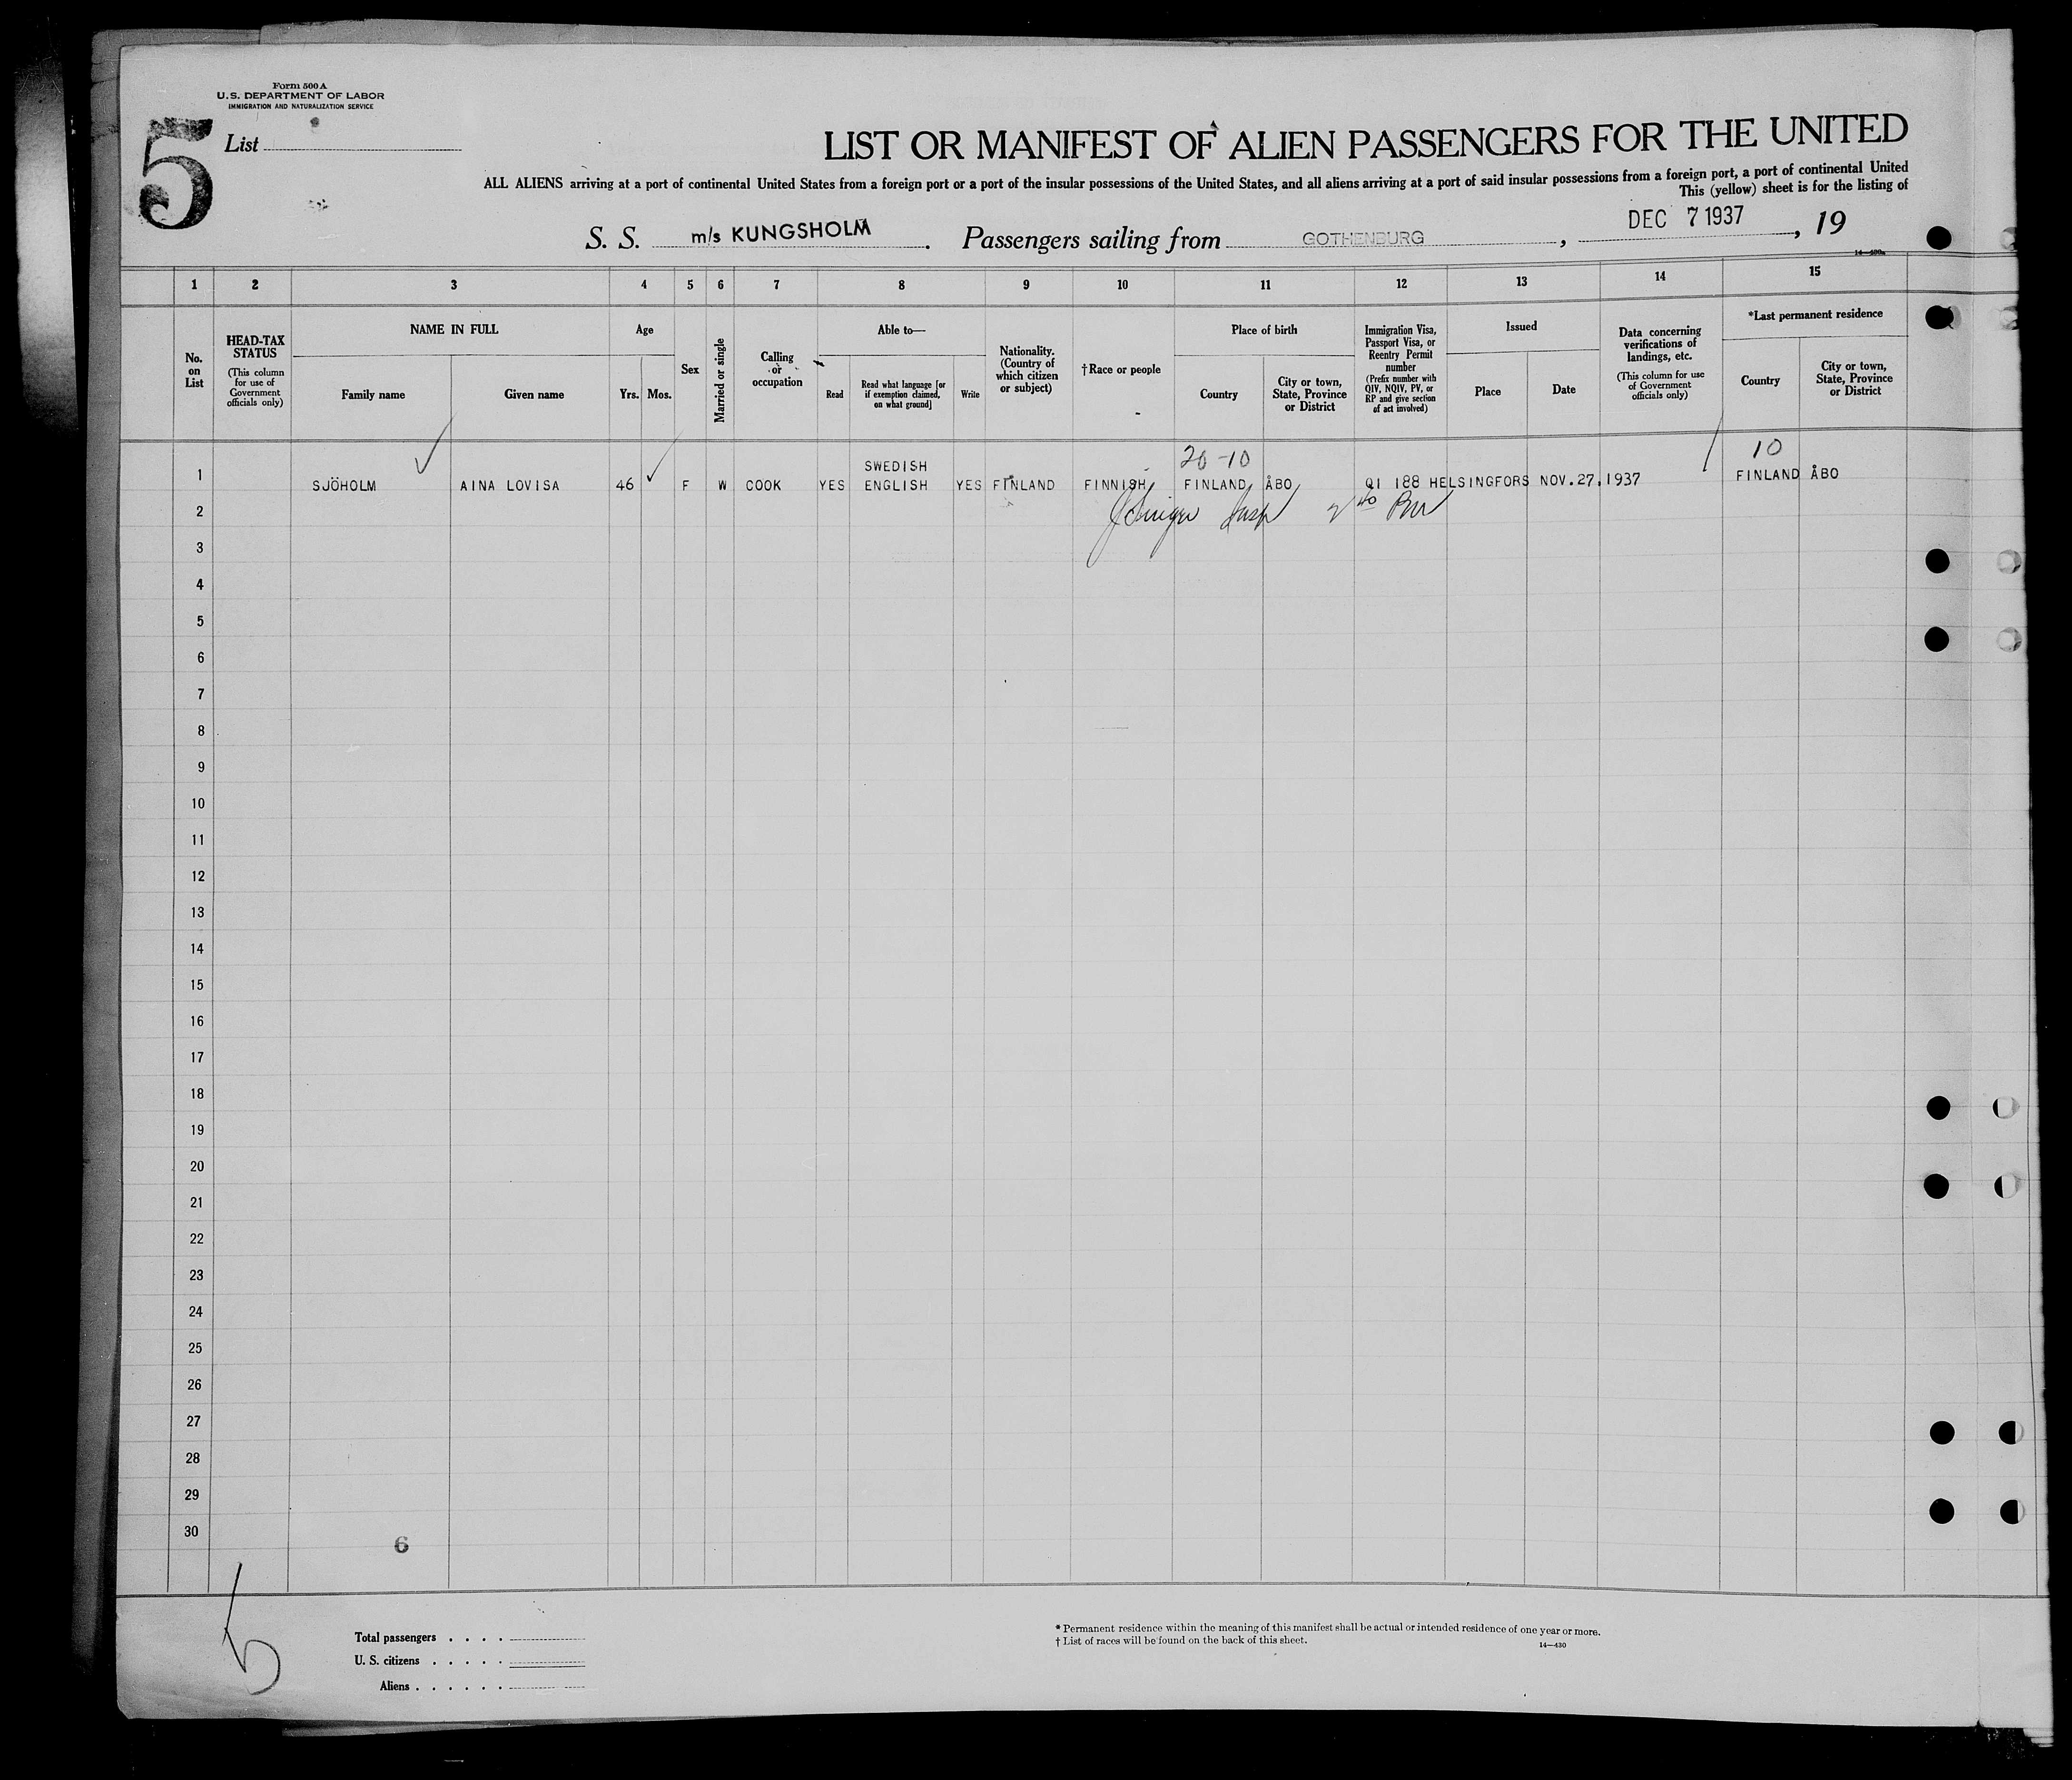 Form 500 A
U. S. DEPARTMENT OF LABOR
IMMIGRATION AND NATURALIZATION SERVICE
5
List
LIST OR MANIFEST OF ALIEN PASSENGERS FOR THE UNITED
ALL ALIENS arriving at a port of continental United States from a foreign port or a port of the insular possessions of the United States, and all aliens arriving at a port of said insular possessions from a foreign port, a port of continental United
This (yellow) sheet is for the listing of
S. S. m/s KUNGSHOLM . Passengers sailing from GOTHENBURG , DEC 7 1937 , 19
1 2 3 4 5 6 7 8 9 10 11 12 13 14 15
No. on List
HEAD-TAX STATUS
(This column for use of Government officials only)
NAME IN FULL
Family name
Given name
Age
Yrs. Mos.
Sex
Married or single
Calling or occupation
Able to—
Read
Read what language [or if exemption claimed, on what ground]
Write
Nationality. (Country of which citizen or subject)
†Race or people
Place of birth
Country
City or town, State, Province or District
Immigration Visa, Passport Visa, or Reentry Permit number
(Prefix number with QIV, NQIV, PV, or RP and give section of act involved)
Issued
Place
Date
Data concerning verifications of landings, etc.
(This column for use of Government officials only)
*Last permanent residence
Country
City or town, State, Province or District
20-10
10
1 SJÖHOLM AINA LOVISA 46 F W COOK YES SWEDISH ENGLISH YES FINLAND FINNISH FINLAND ÅBO QI 188 HELSINGFORS NOV.27,1937 FINLAND ÅBO
2
3
4
5
6
7
8
9
10
11
12
13
14
15
16
17
18
19
20
21
22
23
24
25
26
27
28
29
30
6
5
Total passengers . . . .
U. S. citizens . . . . .
Aliens . . . . . .
* Permanent residence within the meaning of this manifest shall be actual or intended residence of one year or more.
† List of races will be found on the back of this sheet.
14—430